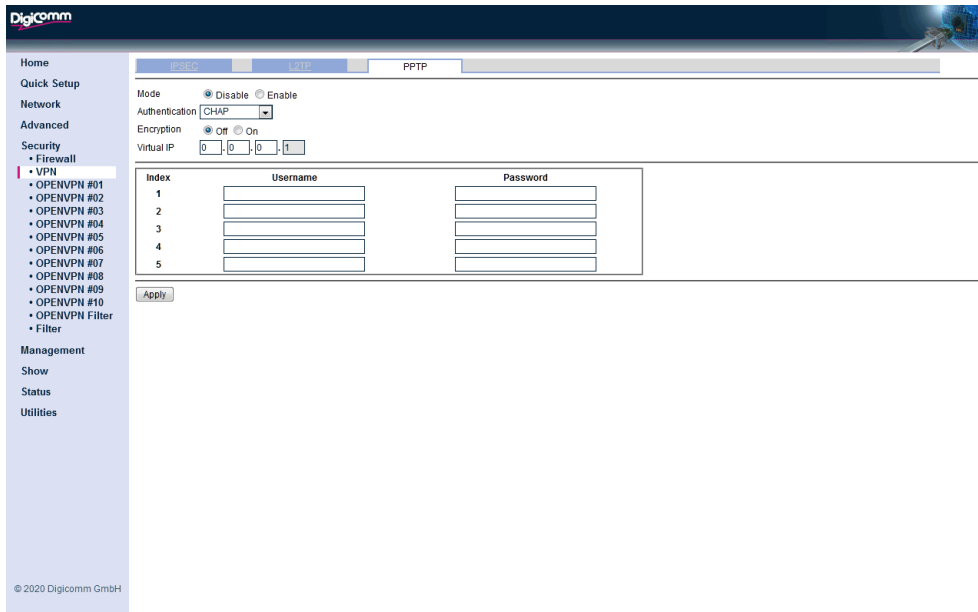 Digicomm
Home
Quick Setup
Network
Advanced
Security
• Firewall
• VPN
• OPENVPN #01
• OPENVPN #02
• OPENVPN #03
• OPENVPN #04
• OPENVPN #05
• OPENVPN #06
• OPENVPN #07
• OPENVPN #08
• OPENVPN #09
• OPENVPN #10
• OPENVPN Filter
• Filter
Management
Show
Status
Utilities
© 2020 Digicomm GmbH
IPSEC L2TP PPTP
Mode Disable Enable
Authentication CHAP
Encryption Off On
Virtual IP 0 . 0 . 0 . 1
Index Username Password
1
2
3
4
5
Apply